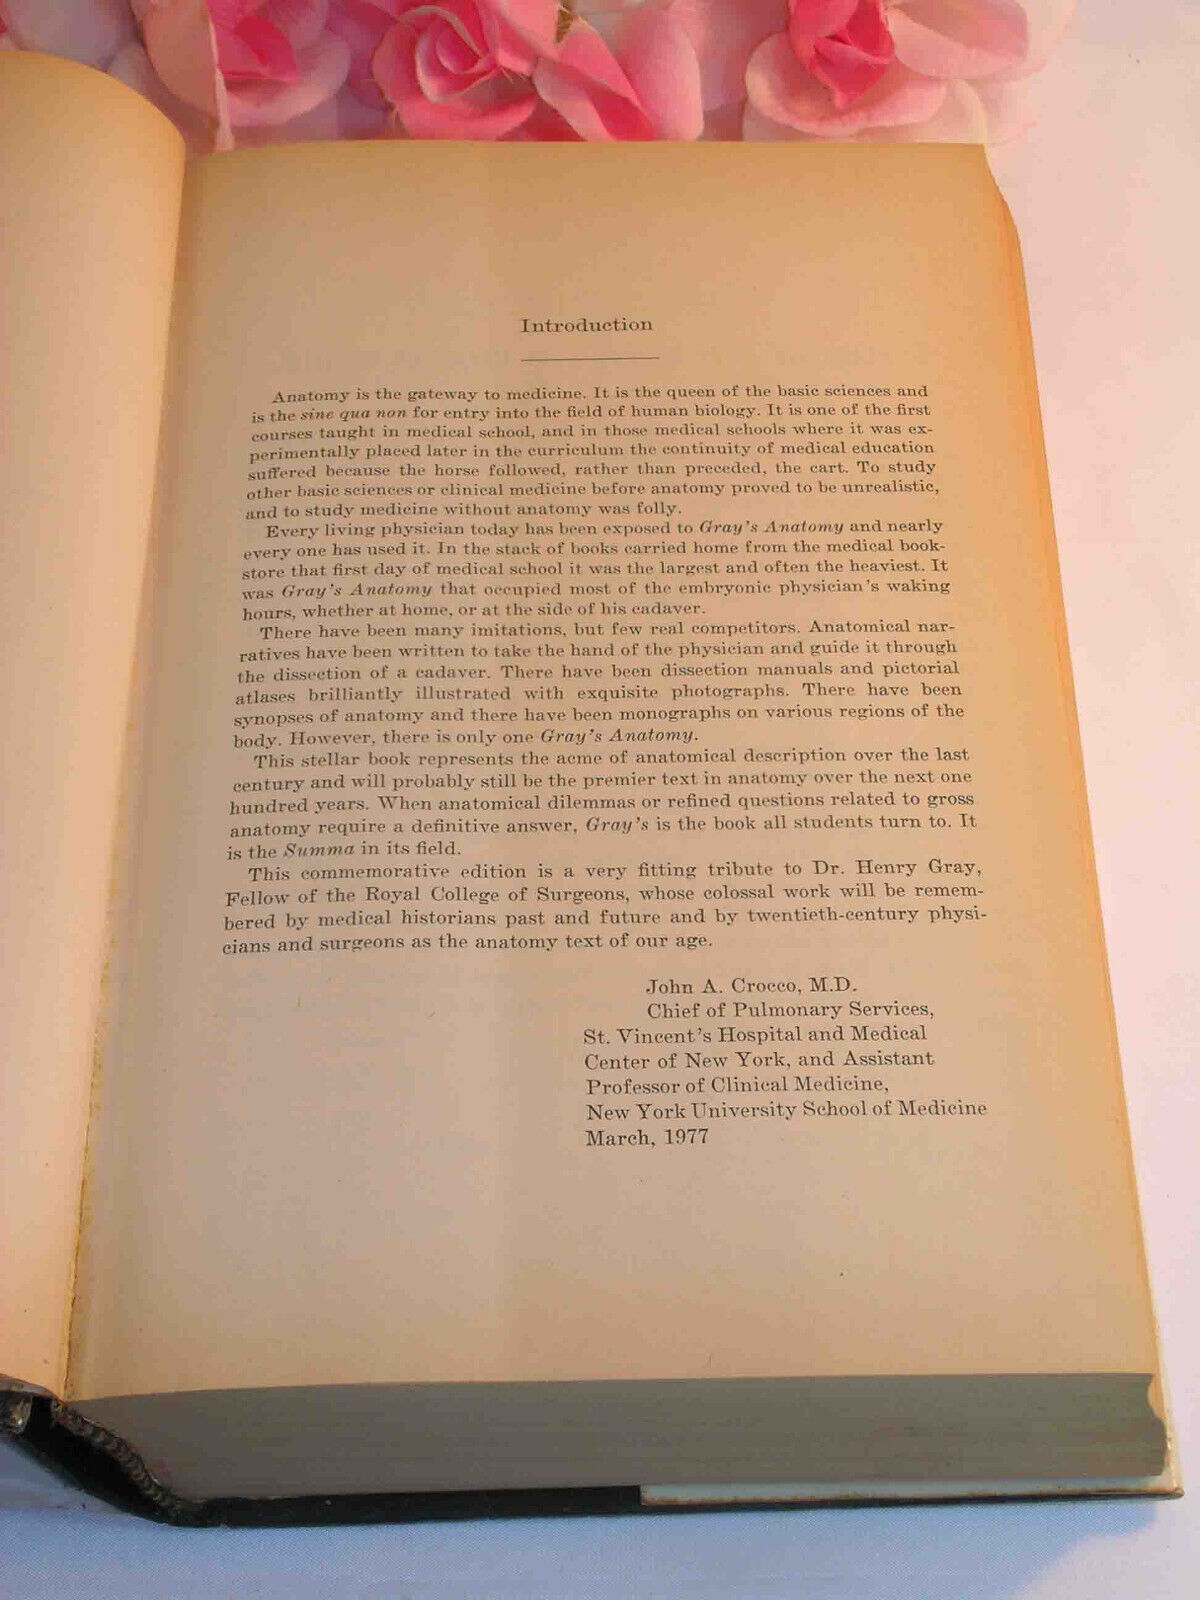 Introduction
Anatomy is the gateway to medicine. It is the queen of the basic sciences and
is the sine qua non for entry into the field of human biology. It is one of the first
courses taught in medical school, and in those medical schools where it was ex-
perimentally placed later in the curriculum the continuity of medical education
suffered because the horse followed, rather than preceded, the cart. To study
other basic sciences or clinical medicine before anatomy proved to be unrealistic,
and to study medicine without anatomy was folly.
Every living physician today has been exposed to Gray's Anatomy and nearly
every one has used it. In the stack of books carried home from the medical book-
store that first day of medical school it was the largest and often the heaviest. It
was Gray's Anatomy that occupied most of the embryonic physician's waking
hours, whether at home, or at the side of his cadaver.
There have been many imitations, but few real competitors. Anatomical nar-
ratives have been written to take the hand of the physician and guide it through
the dissection of a cadaver. There have been dissection manuals and pictorial
atlases brilliantly illustrated with exquisite photographs. There have been
synopses of anatomy and there have been monographs on various regions of the
body. However, there is only one Gray's Anatomy.
This stellar book represents the acme of anatomical description over the last
century and will probably still be the premier text in anatomy over the next one
hundred years. When anatomical dilemmas or refined questions related to gross
anatomy require a definitive answer, Gray's is the book all students turn to. It
is the Summa in its field.
This commemorative edition is a very fitting tribute to Dr. Henry Gray,
Fellow of the Royal College of Surgeons, whose colossal work will be remem-
bered by medical historians past and future and by twentieth-century physi-
cians and surgeons as the anatomy text of our age.
John A. Crocco, M.D.
Chief of Pulmonary Services,
St. Vincent's Hospital and Medical
Center of New York, and Assistant
Professor of Clinical Medicine,
New York University School of Medicine
March, 1977